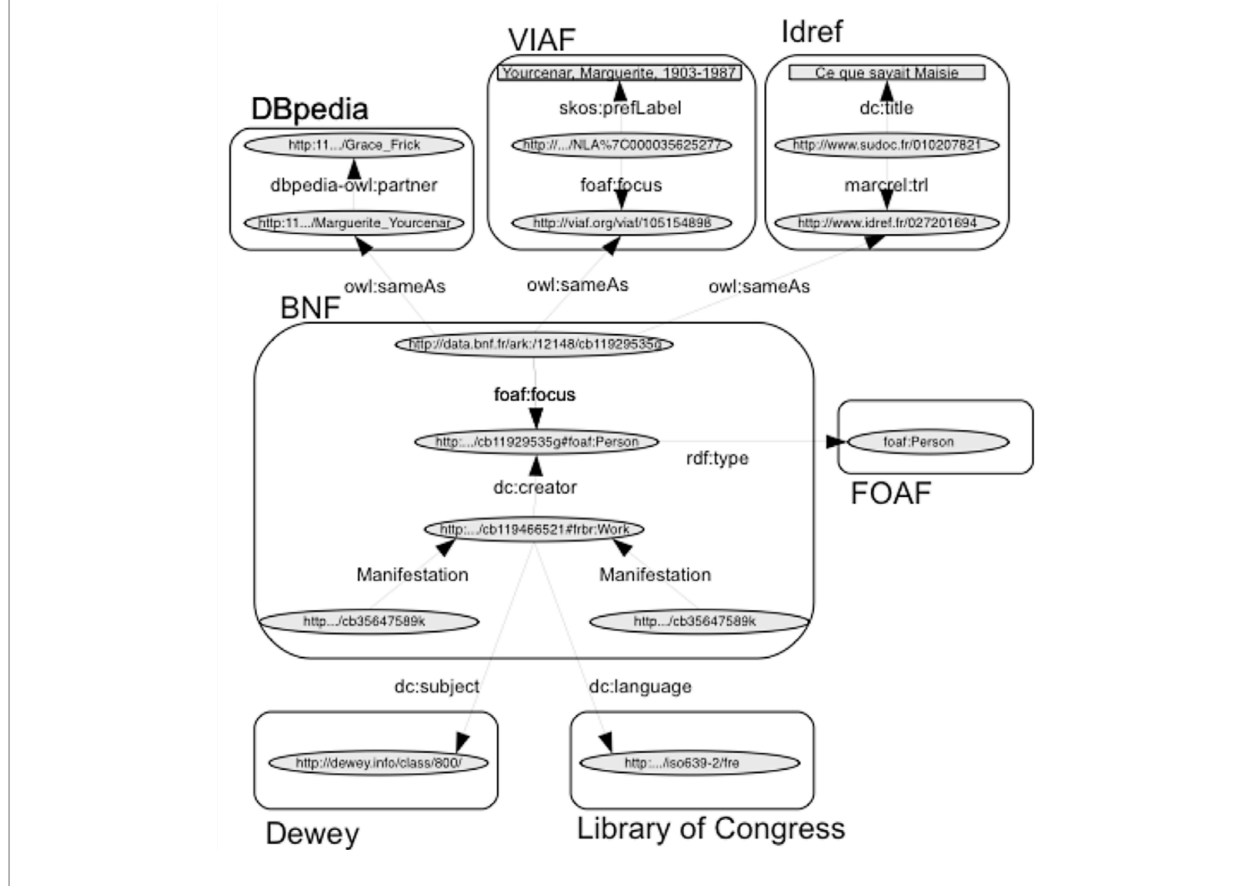 VIAF
Idref
Yourcenar, Marguerite, 1903-1987
Ce que savait Maisie
DBpedia
skos:prefLabel
dc:title
http:11.../Grace_Frick
http://.../NLA%7C000035625277
http://www.sudoc.fr/010207821
dbpedia-owl:partner
foaf:focus
marcrel:trl
http:11.../Marguerite_Yourcenar
http://viaf.org/viaf/105154898
http://www.idref.fr/027201694
owl:sameAs
owl:sameAs
owl:sameAs
BNF
http://data.bnf.fr/ark:/12148/cb11929535g
foaf:focus
http:.../cb11929535g#foaf:Person
foaf:Person
rdf:type
dc:creator
FOAF
http:.../cb119466521#frbr:Work
Manifestation
Manifestation
http.../cb35647589k
http.../cb35647589k
dc:subject
dc:language
http://dewey.info/class/800/
http:.../iso639-2/fre
Dewey
Library of Congress